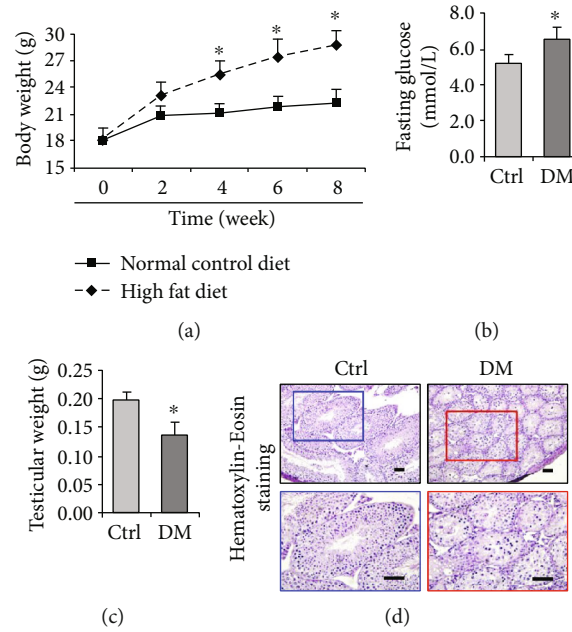 Body weight (g)
30
27
24
21
18
15
* * *
0 2 4 6 8
Time (week)
Normal control diet
High fat diet
(a)
Fasting glucose
(mmol/L)
8.0
6.0
4.0
2.0
0.0
*
Ctrl DM
(b)
Testicular weight (g)
0.25
0.20
0.15
0.10
0.05
0.00
*
Ctrl DM
(c)
Ctrl DM
Hematoxylin-Eosin
staining
(d)